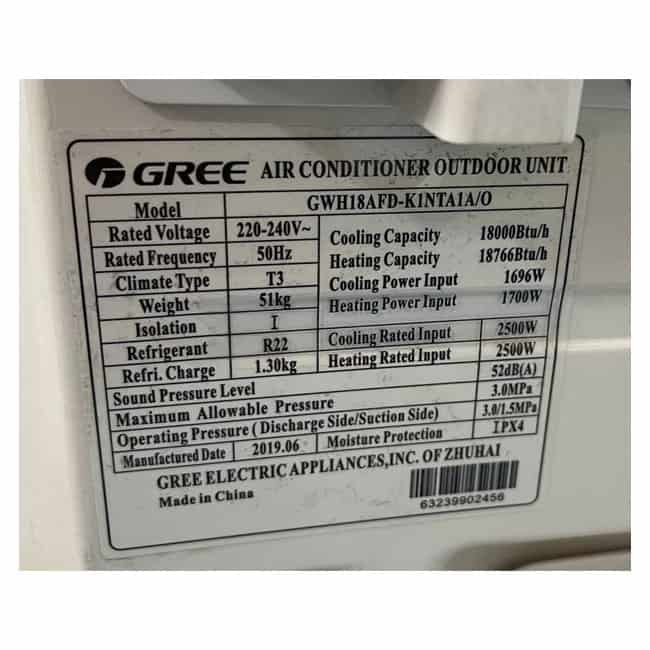 GREE AIR CONDITIONER OUTDOOR UNIT
Model GWH18AFD-K1NTA1A/O
Rated Voltage 220-240V~ Cooling Capacity 18000Btu/h
Rated Frequency 50Hz Heating Capacity 18766Btu/h
Climate Type T3 Cooling Power Input 1696W
Weight 51kg Heating Power Input 1700W
Isolation I Cooling Rated Input 2500W
Refrigerant R22 Heating Rated Input 2500W
Refri. Charge 1.30kg
Sound Pressure Level 52dB(A)
Maximum Allowable Pressure 3.0MPa
Operating Pressure ( Discharge Side/Suction Side) 3.0/1.5MPa
Manufactured Date 2019.06 Moisture Protection IPX4
GREE ELECTRIC APPLIANCES,INC. OF ZHUHAI
Made in China
63239902456